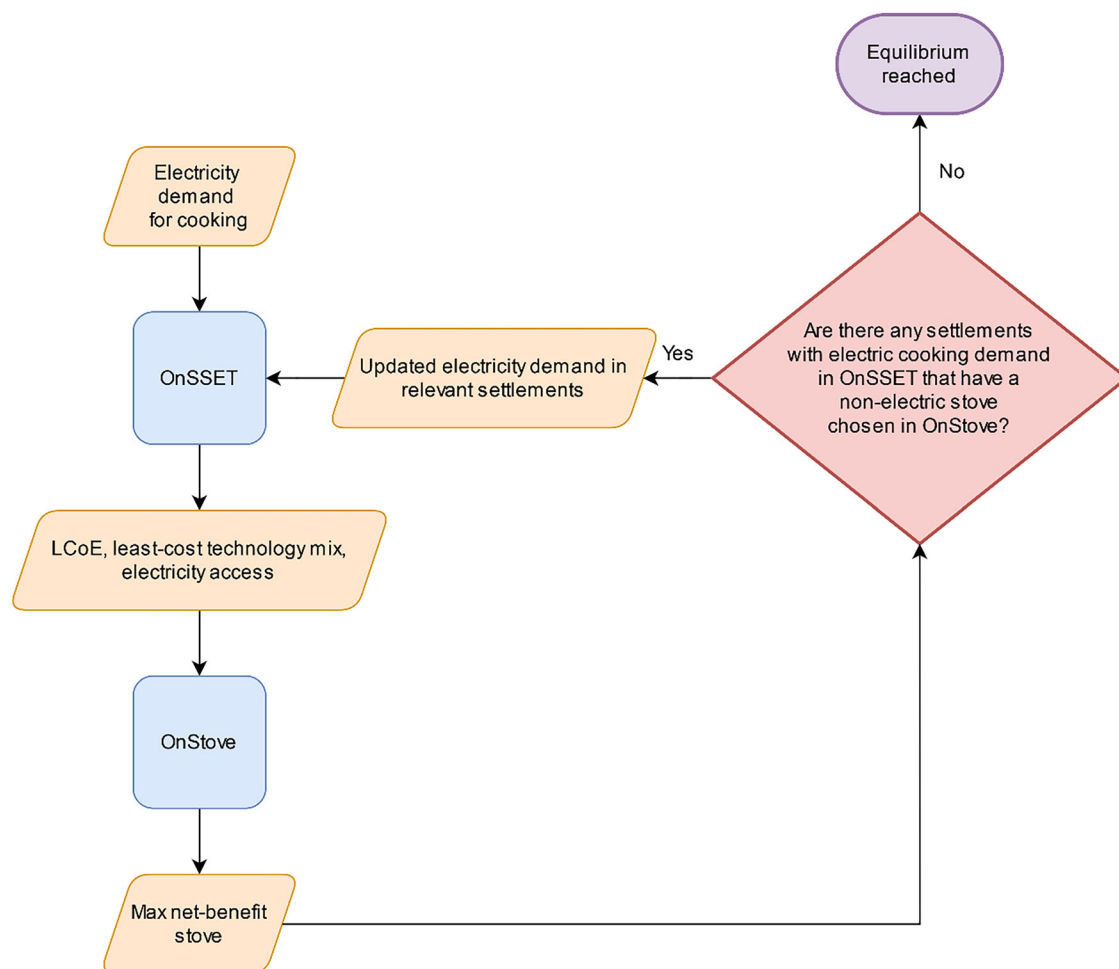 Equilibrium
reached
Electricity
demand
for cooking
No
OnSSET
Updated electricity demand in
relevant settlements
Yes
Are there any settlements
with electric cooking demand
in OnSSET that have a
non-electric stove
chosen in OnStove?
LCoE, least-cost technology mix,
electricity access
OnStove
Max net-benefit
stove